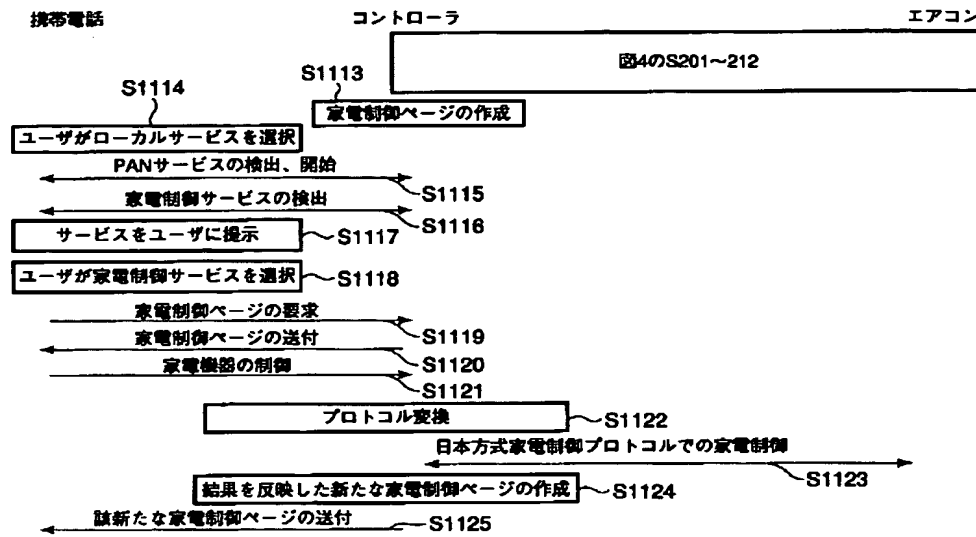 携帯電話
コントローラ
エアコン
図4のS201～212
S1113
家電制御ページの作成
S1114
ユーザがローカルサービスを選択
PANサービスの検出、開始
S1115
家電制御サービスの検出
S1116
サービスをユーザに提示
S1117
ユーザが家電制御サービスを選択
S1118
家電制御ページの要求
S1119
家電制御ページの送付
S1120
家電機器の制御
S1121
プロトコル変換
S1122
日本方式家電制御プロトコルでの家電制御
S1123
結果を反映した新たな家電制御ページの作成
S1124
該新たな家電制御ページの送付
S1125